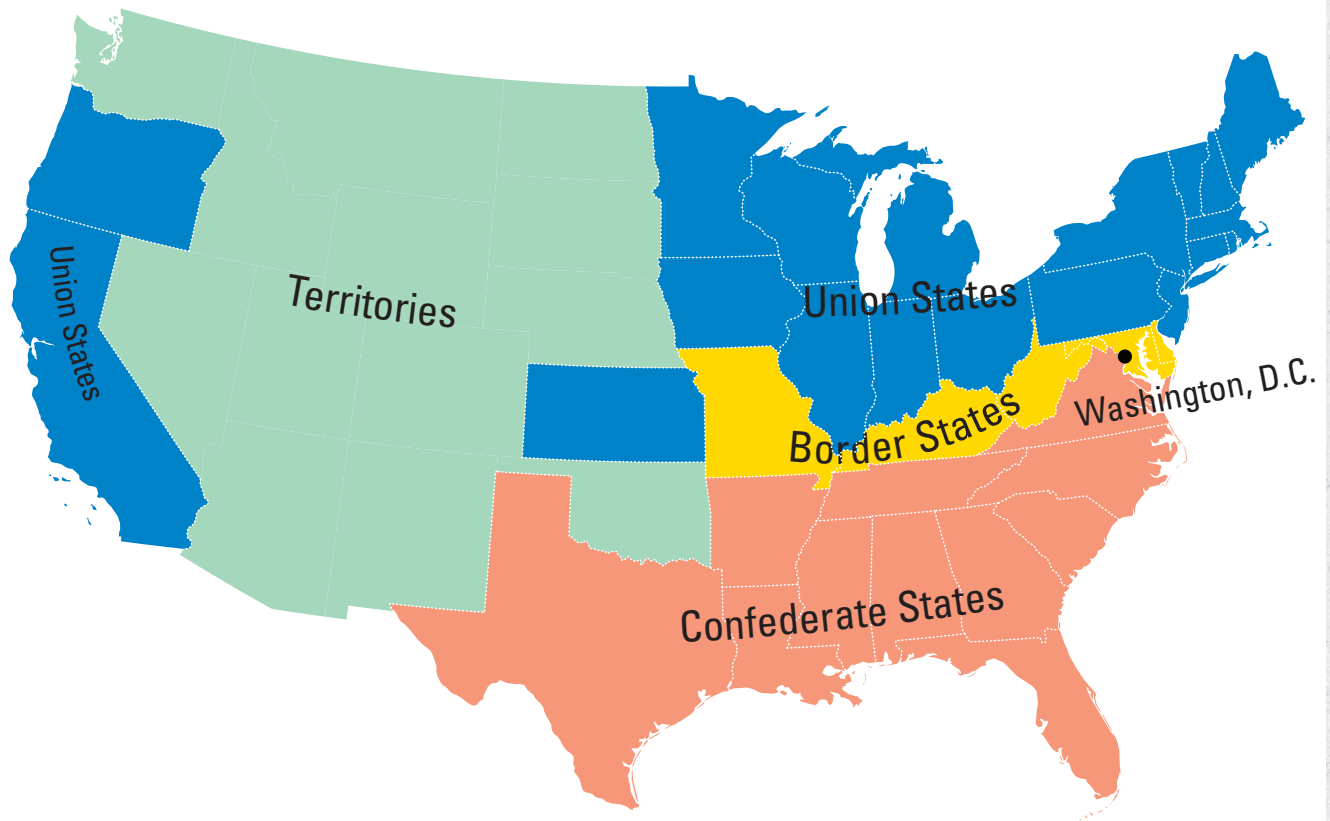 Union States
Territories
Union States
Washington, D.C.
Border States
Confederate States